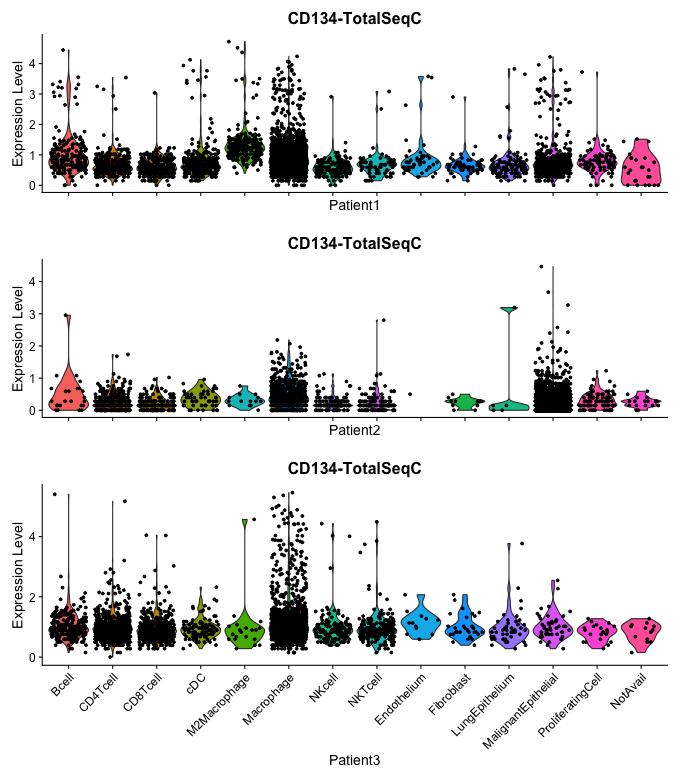 CD134-TotalSeqC
Expression Level
4
3
2
1
0
Patient1
CD134-TotalSeqC
Expression Level
4
3
2
1
0
Patient2
CD134-TotalSeqC
Expression Level
4
2
0
Bcell
CD4Tcell
CD8Tcell
cDC
M2Macrophage
Macrophage
NKcell
NKTcell
Endothelium
Fibroblast
LungEpithelium
MalignantEpithelial
ProliferatingCell
NotAvail
Patient3